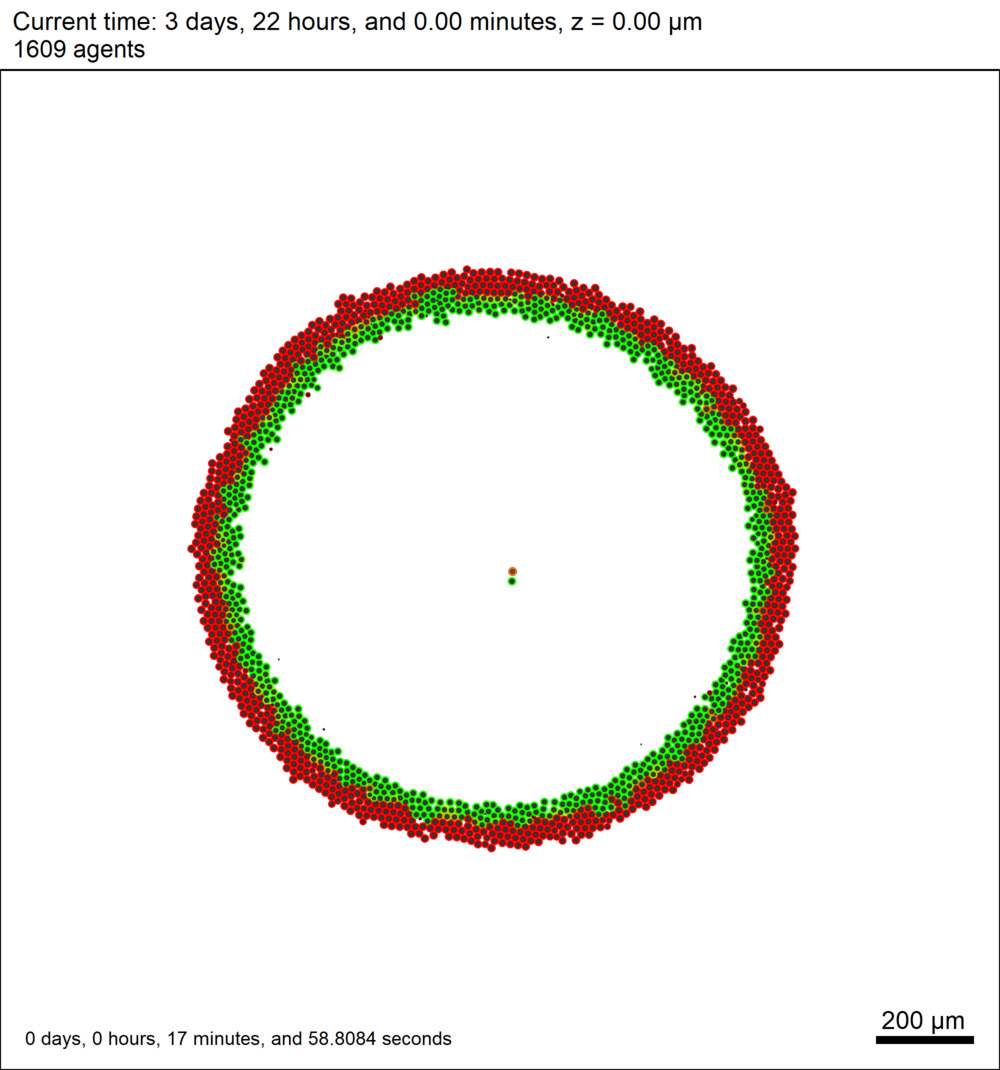 Current time: 3 days, 22 hours, and 0.00 minutes, z = 0.00 µm
1609 agents
200 µm
0 days, 0 hours, 17 minutes, and 58.8084 seconds